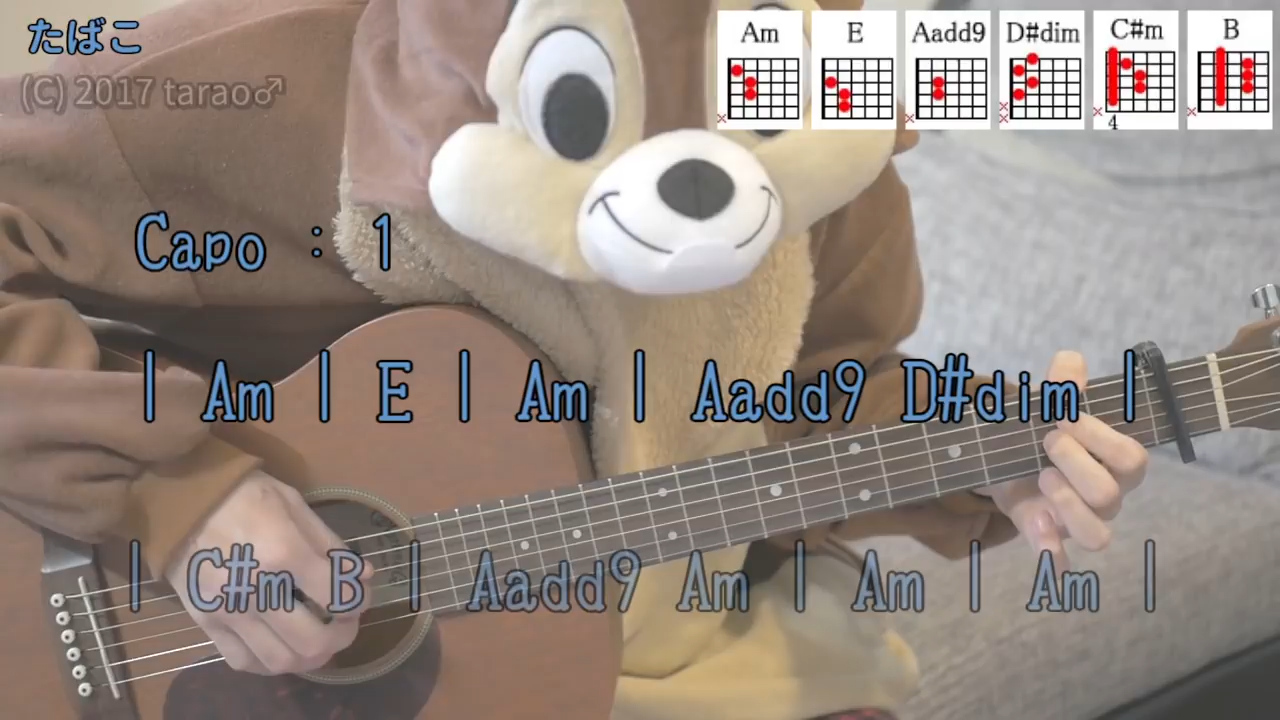 たばこ
(C) 2017 tarao♂
Am E Aadd9 D#dim C#m B
× × × × × ×
× 4
Capo : 1
| Am | E | Am | Aadd9 D#dim |
| C#m B | Aadd9 Am | Am | Am |